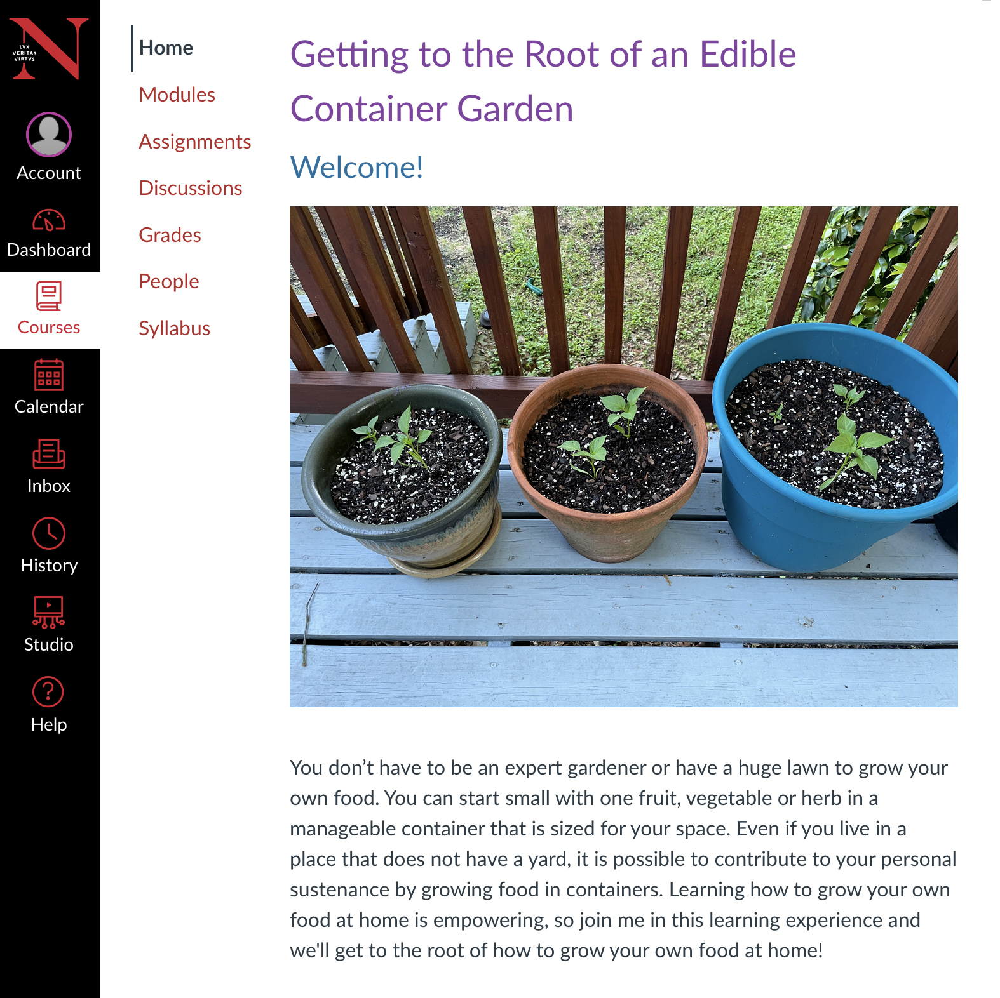 LVX
VERITAS
VIRTVS
Account
Dashboard
Courses
Calendar
Inbox
History
Studio
Help
Home
Modules
Assignments
Discussions
Grades
People
Syllabus
Getting to the Root of an Edible
Container Garden
Welcome!
You don’t have to be an expert gardener or have a huge lawn to grow your
own food. You can start small with one fruit, vegetable or herb in a
manageable container that is sized for your space. Even if you live in a
place that does not have a yard, it is possible to contribute to your personal
sustenance by growing food in containers. Learning how to grow your own
food at home is empowering, so join me in this learning experience and
we'll get to the root of how to grow your own food at home!